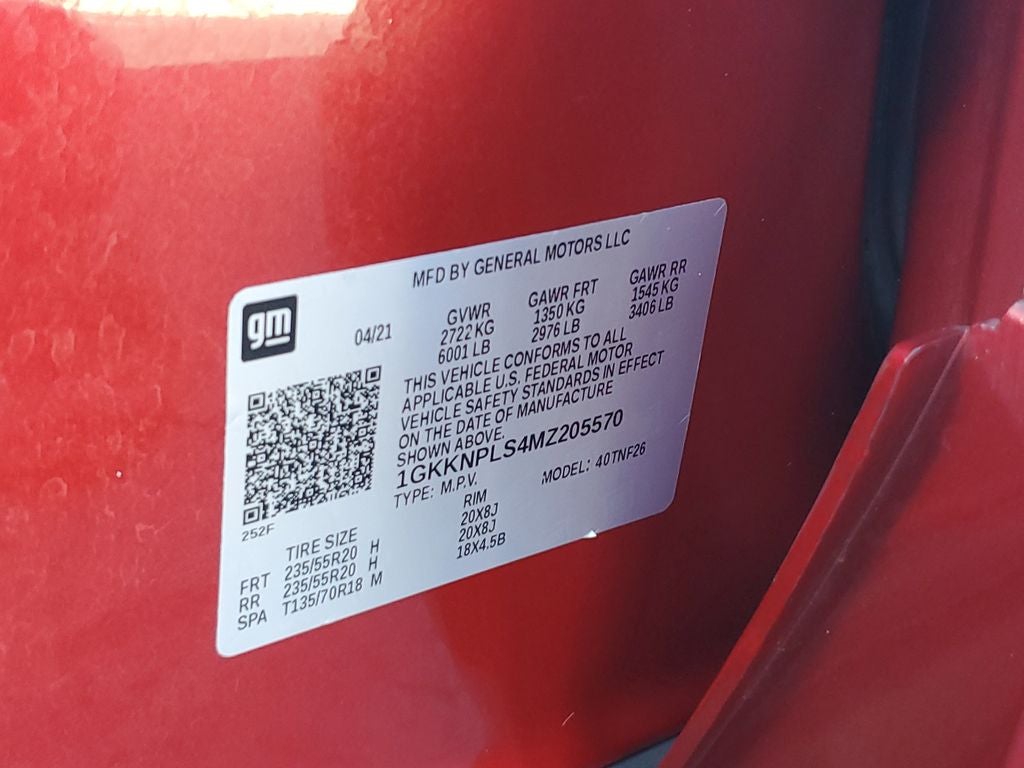 MFD BY GENERAL MOTORS LLC
gm
04/21
GVWR
2722 KG
6001 LB
GAWR FRT
1350 KG
2976 LB
GAWR RR
1545 KG
3406 LB
THIS VEHICLE CONFORMS TO ALL
APPLICABLE U.S. FEDERAL MOTOR
VEHICLE SAFETY STANDARDS IN EFFECT
ON THE DATE OF MANUFACTURE
SHOWN ABOVE.
1GKKNPLS4MZ205570
TYPE: M.P.V. MODEL: 40TNF26
252F
TIRE SIZE RIM
FRT 235/55R20 H 20X8J
RR 235/55R20 H 20X8J
SPA T135/70R18 M 18X4.5B